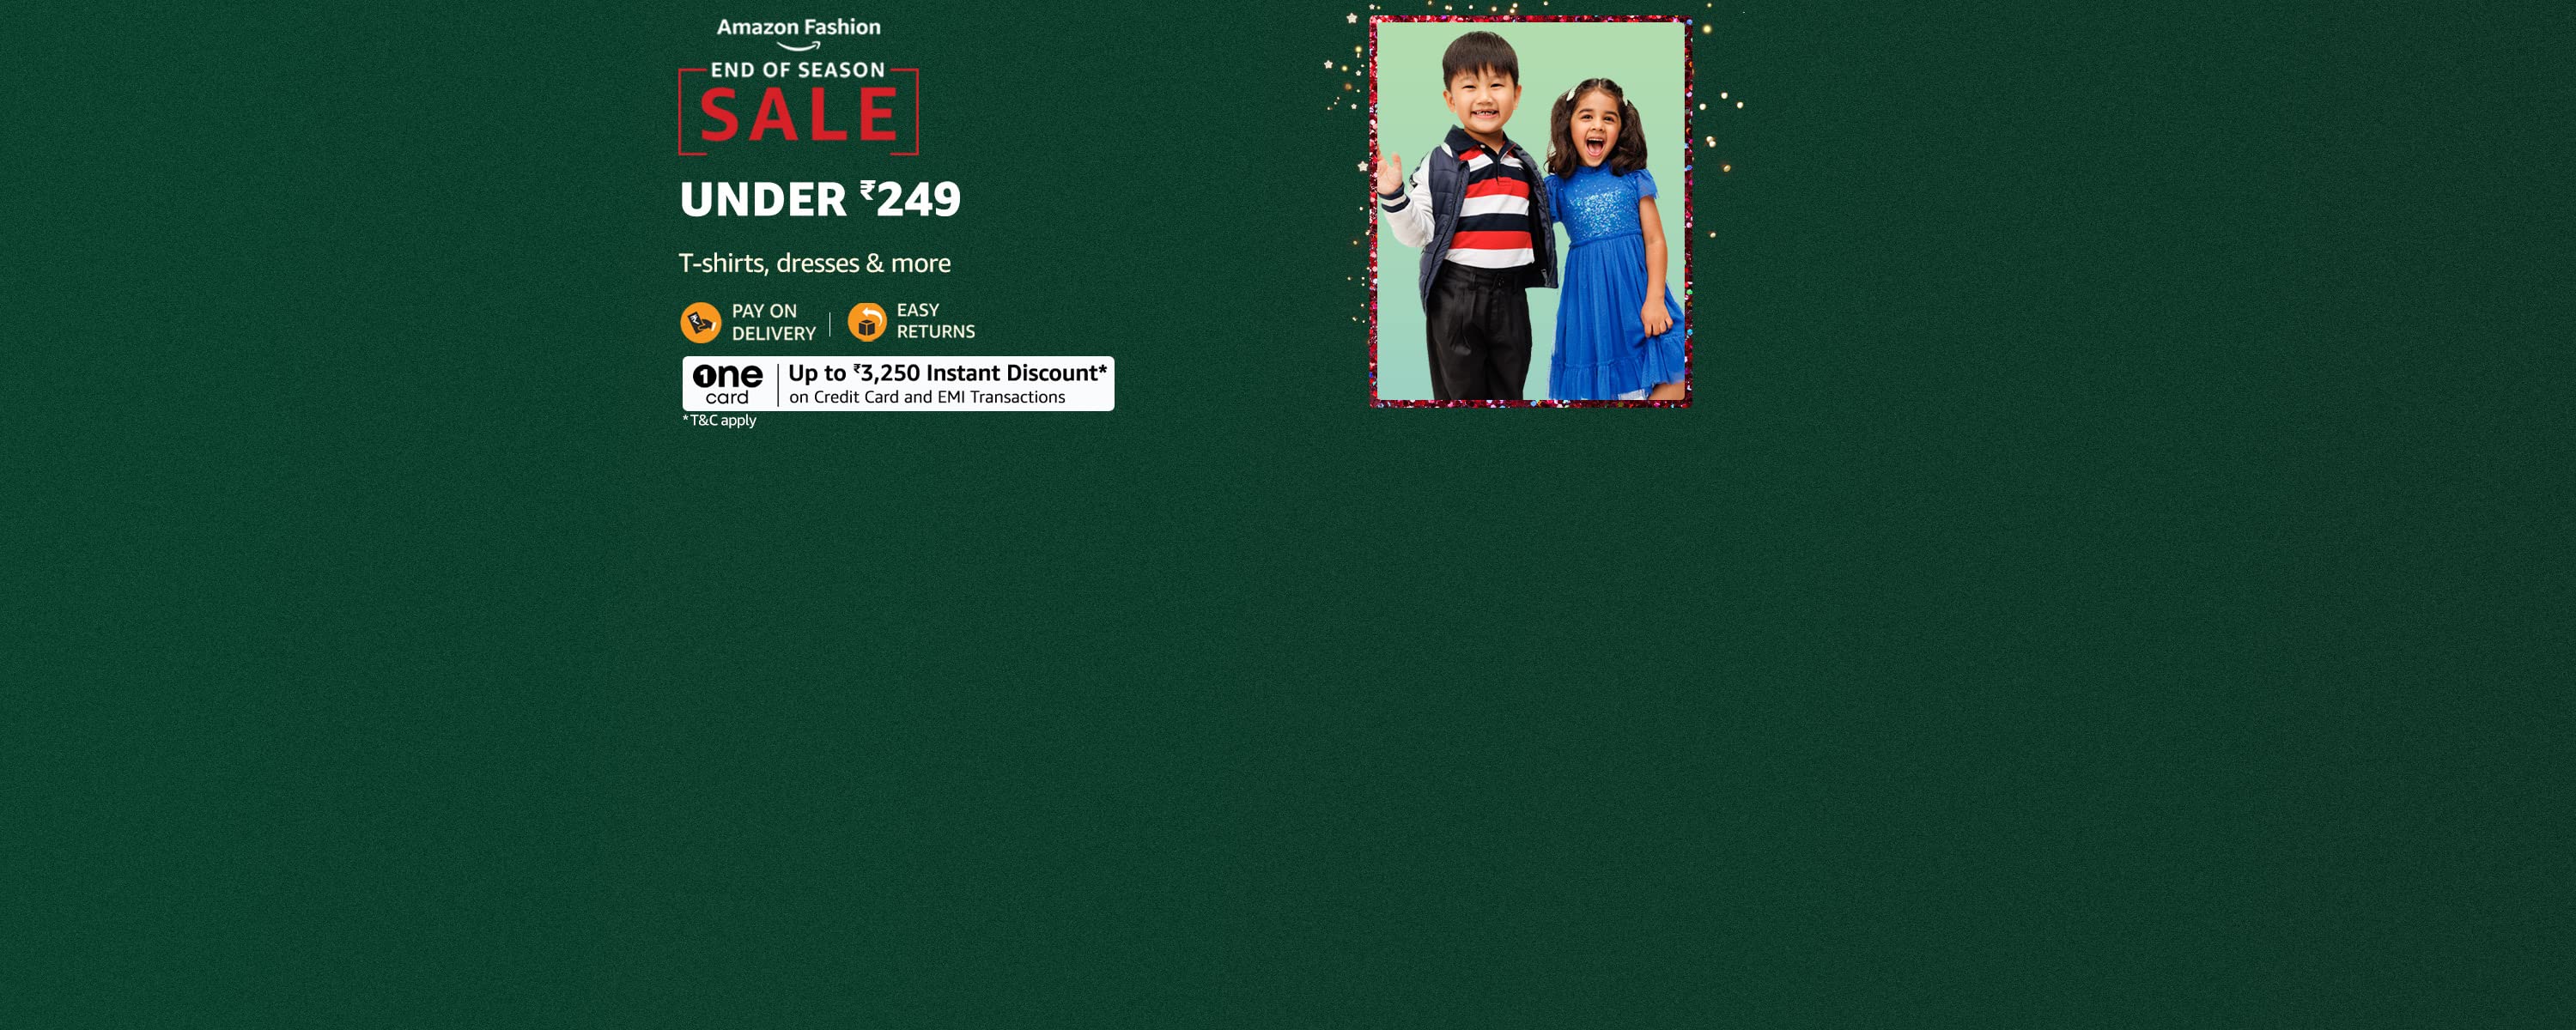 Amazon Fashion
END OF SEASON
SALE
UNDER ₹249
T-shirts, dresses & more
PAY ON
DELIVERY
EASY
RETURNS
one
card
Up to ₹3,250 Instant Discount*
on Credit Card and EMI Transactions
*T&C apply